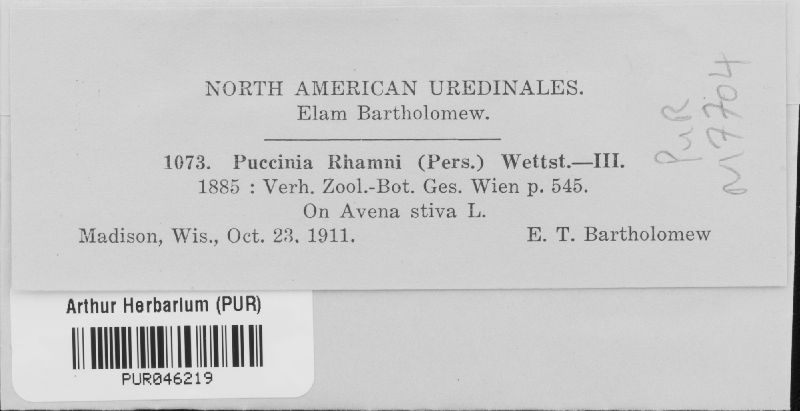 NORTH AMERICAN UREDINALES.
Elam Bartholomew.
1073. Puccinia Rhamni (Pers.) Wettst.—III.
1885 : Verh. Zool.-Bot. Ges. Wien p. 545.
On Avena stiva L.
Madison, Wis., Oct. 23, 1911. E. T. Bartholomew
PUR
M7704
Arthur Herbarium (PUR)
PUR046219